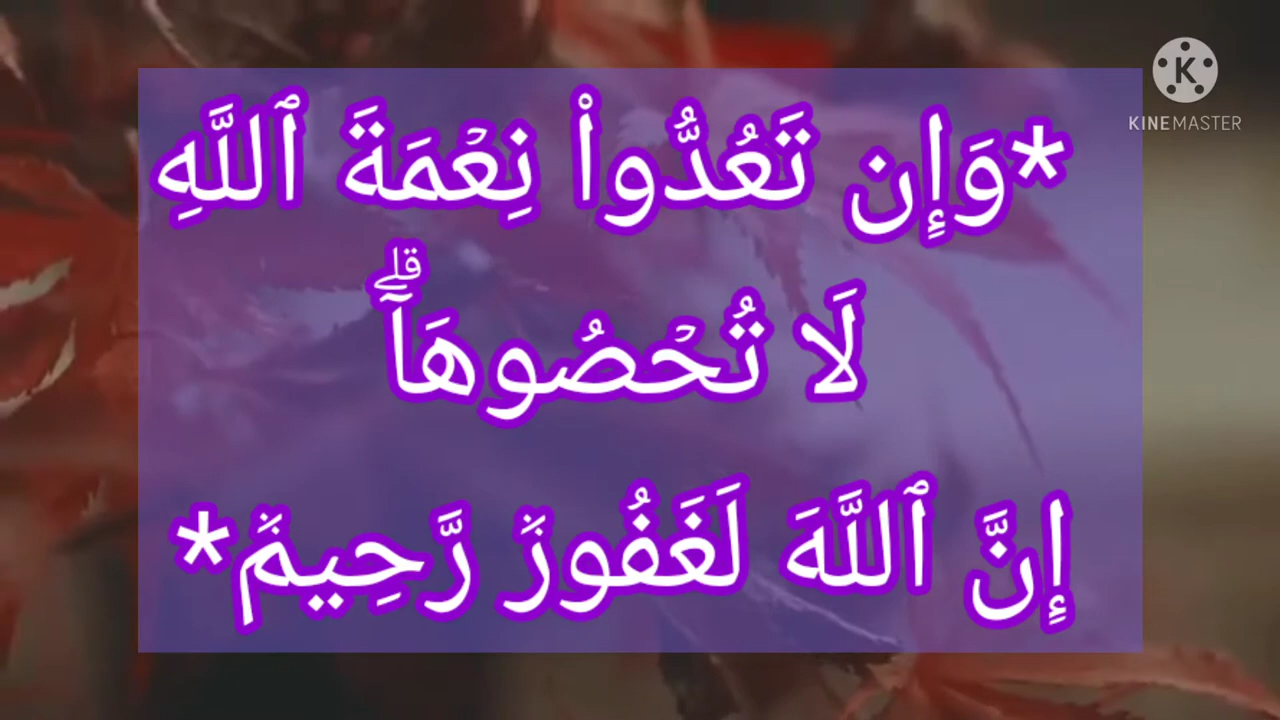 *وَإِن تَعُدُّوا۟ نِعْمَةَ ٱللَّهِ
لَا تُحْصُوهَآ ۗ
إِنَّ ٱللَّهَ لَغَفُورٌ رَّحِيمٌ*
KINEMASTER